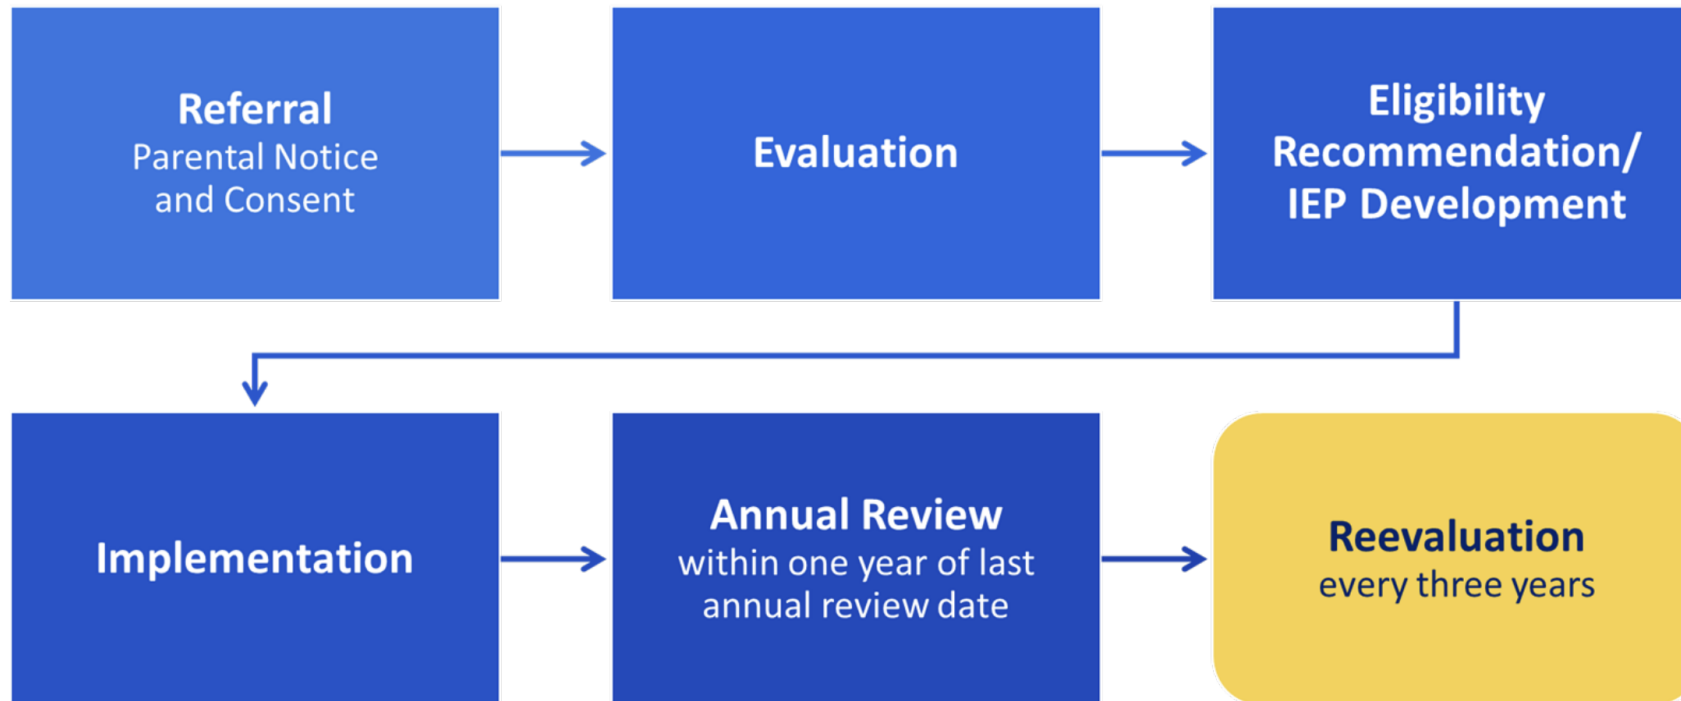 Referral
Parental Notice
and Consent
Evaluation
Eligibility
Recommendation/
IEP Development
Implementation
Annual Review
within one year of last
annual review date
Reevaluation
every three years